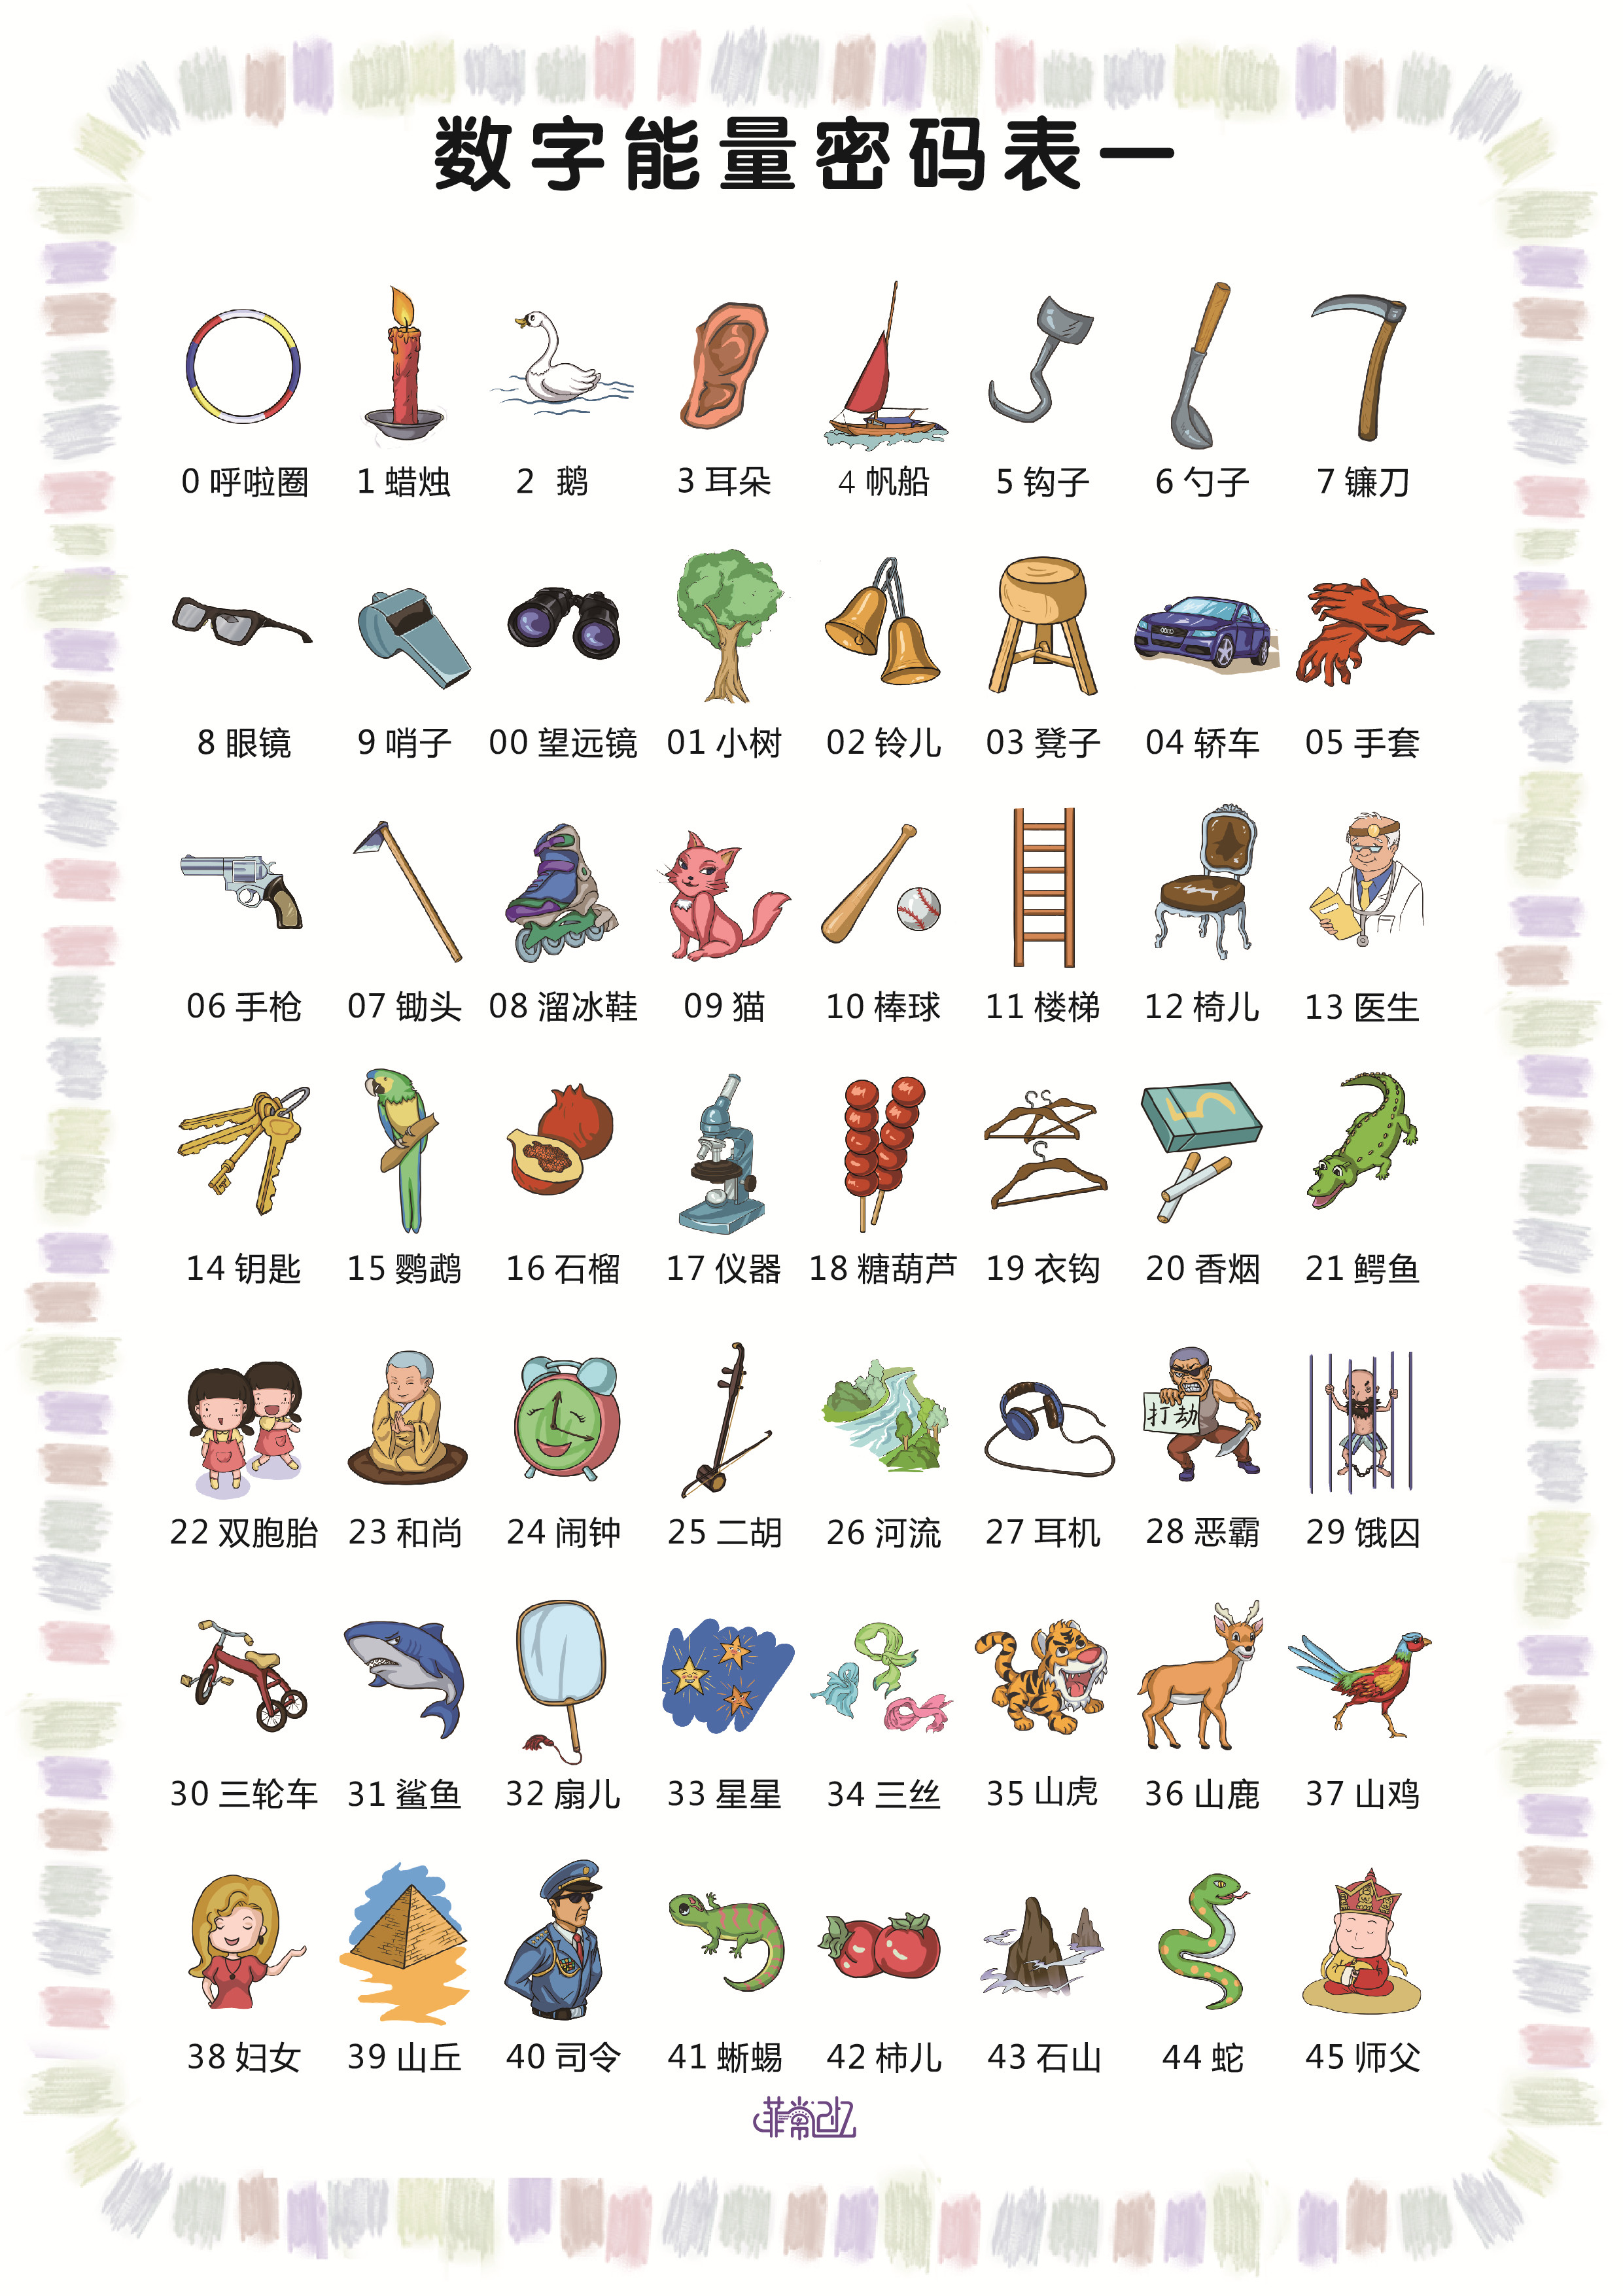 数字能量密码表一
0 呼啦圈 1 蜡烛 2 鹅 3 耳朵 4 帆船 5 钩子 6 勺子 7 镰刀
8 眼镜 9 哨子 00 望远镜 01 小树 02 铃儿 03 凳子 04 轿车 05 手套
06 手枪 07 锄头 08 溜冰鞋 09 猫 10 棒球 11 楼梯 12 椅儿 13 医生
14 钥匙 15 鹦鹉 16 石榴 17 仪器 18 糖葫芦 19 衣钩 20 香烟 21 鳄鱼
打劫
22 双胞胎 23 和尚 24 闹钟 25 二胡 26 河流 27 耳机 28 恶霸 29 饿囚
30 三轮车 31 鲨鱼 32 扇儿 33 星星 34 三丝 35 山虎 36 山鹿 37 山鸡
38 妇女 39 山丘 40 司令 41 蜥蜴 42 柿儿 43 石山 44 蛇 45 师父
非常记忆